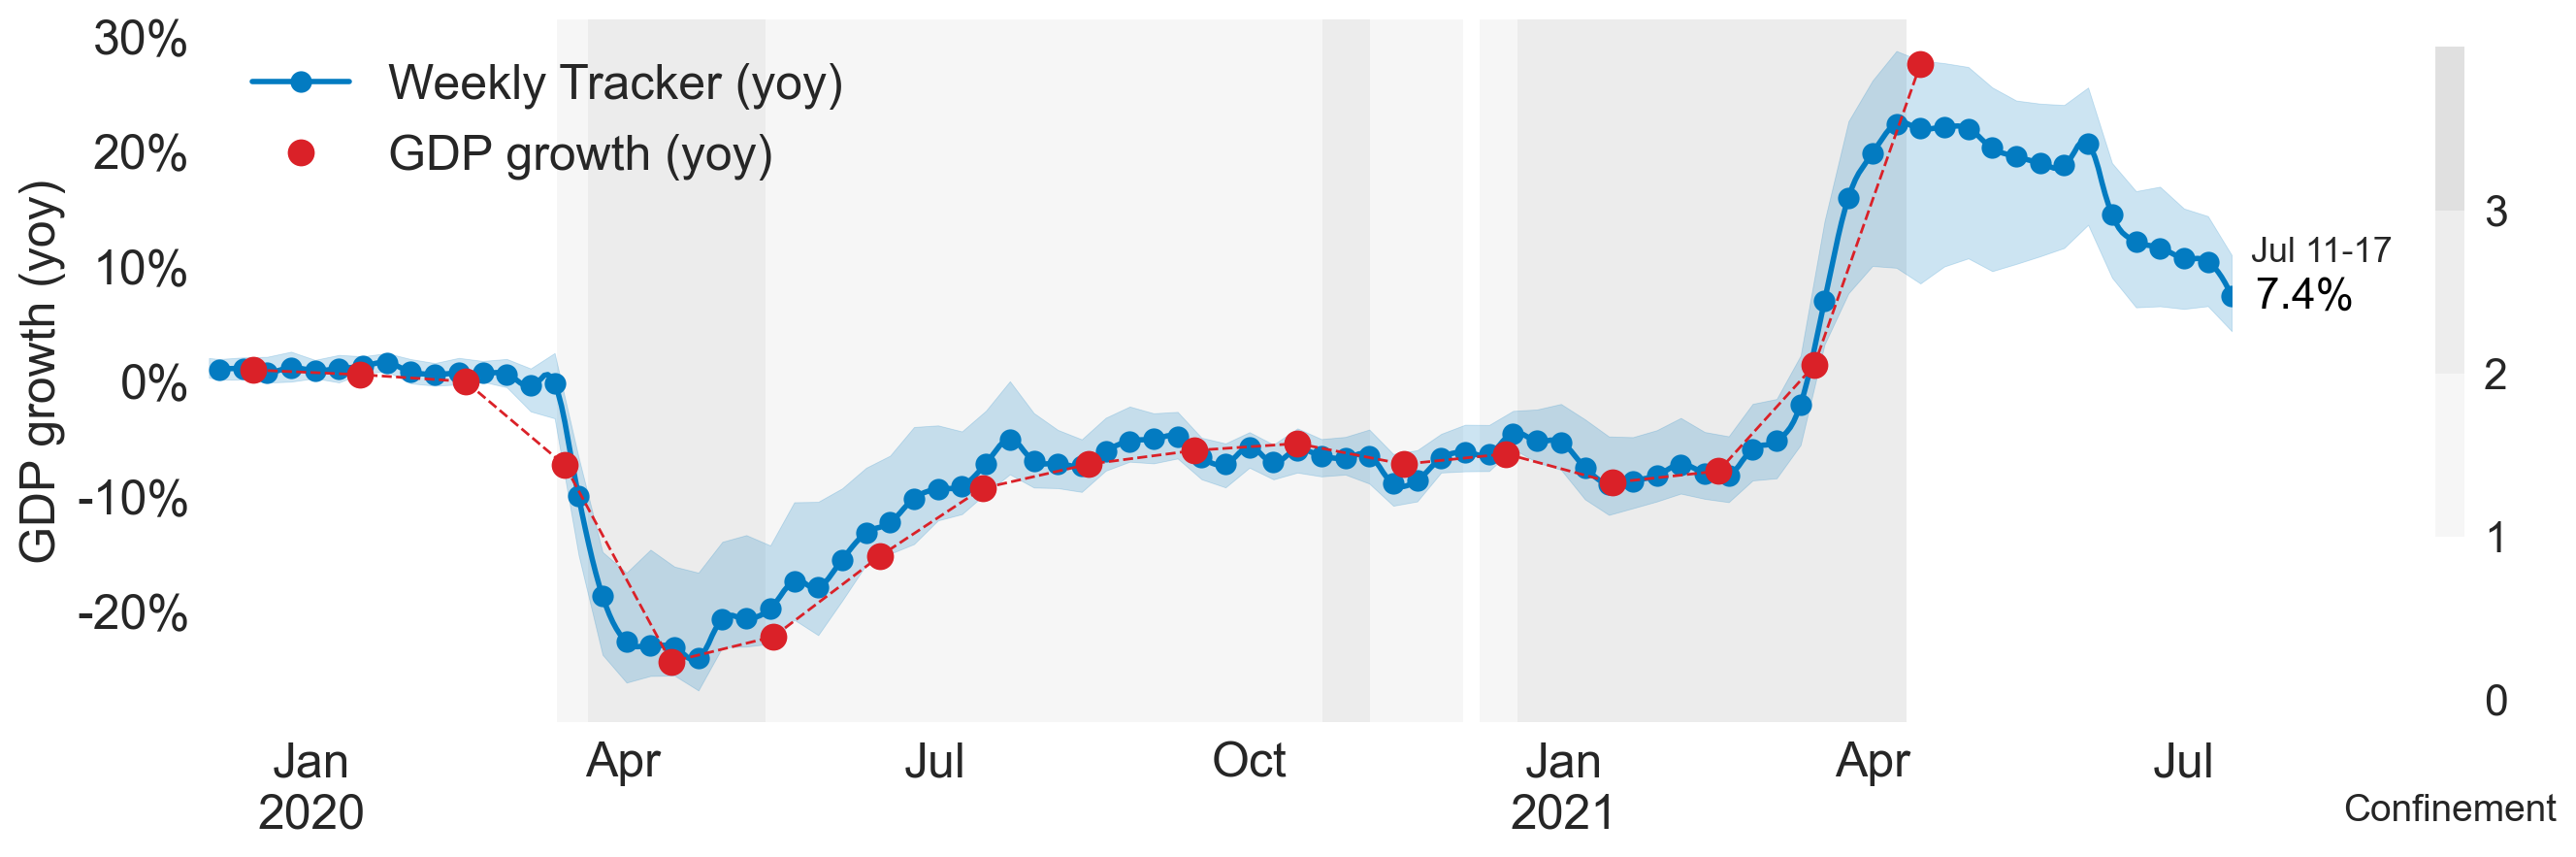 30%
20%
10%
0%
-10%
-20%
GDP growth (yoy)
Weekly Tracker (yoy)
GDP growth (yoy)
Jul 11-17
7.4%
3
2
1
0
Confinement
Jan
2020
Apr
Jul
Oct
Jan
2021
Apr
Jul